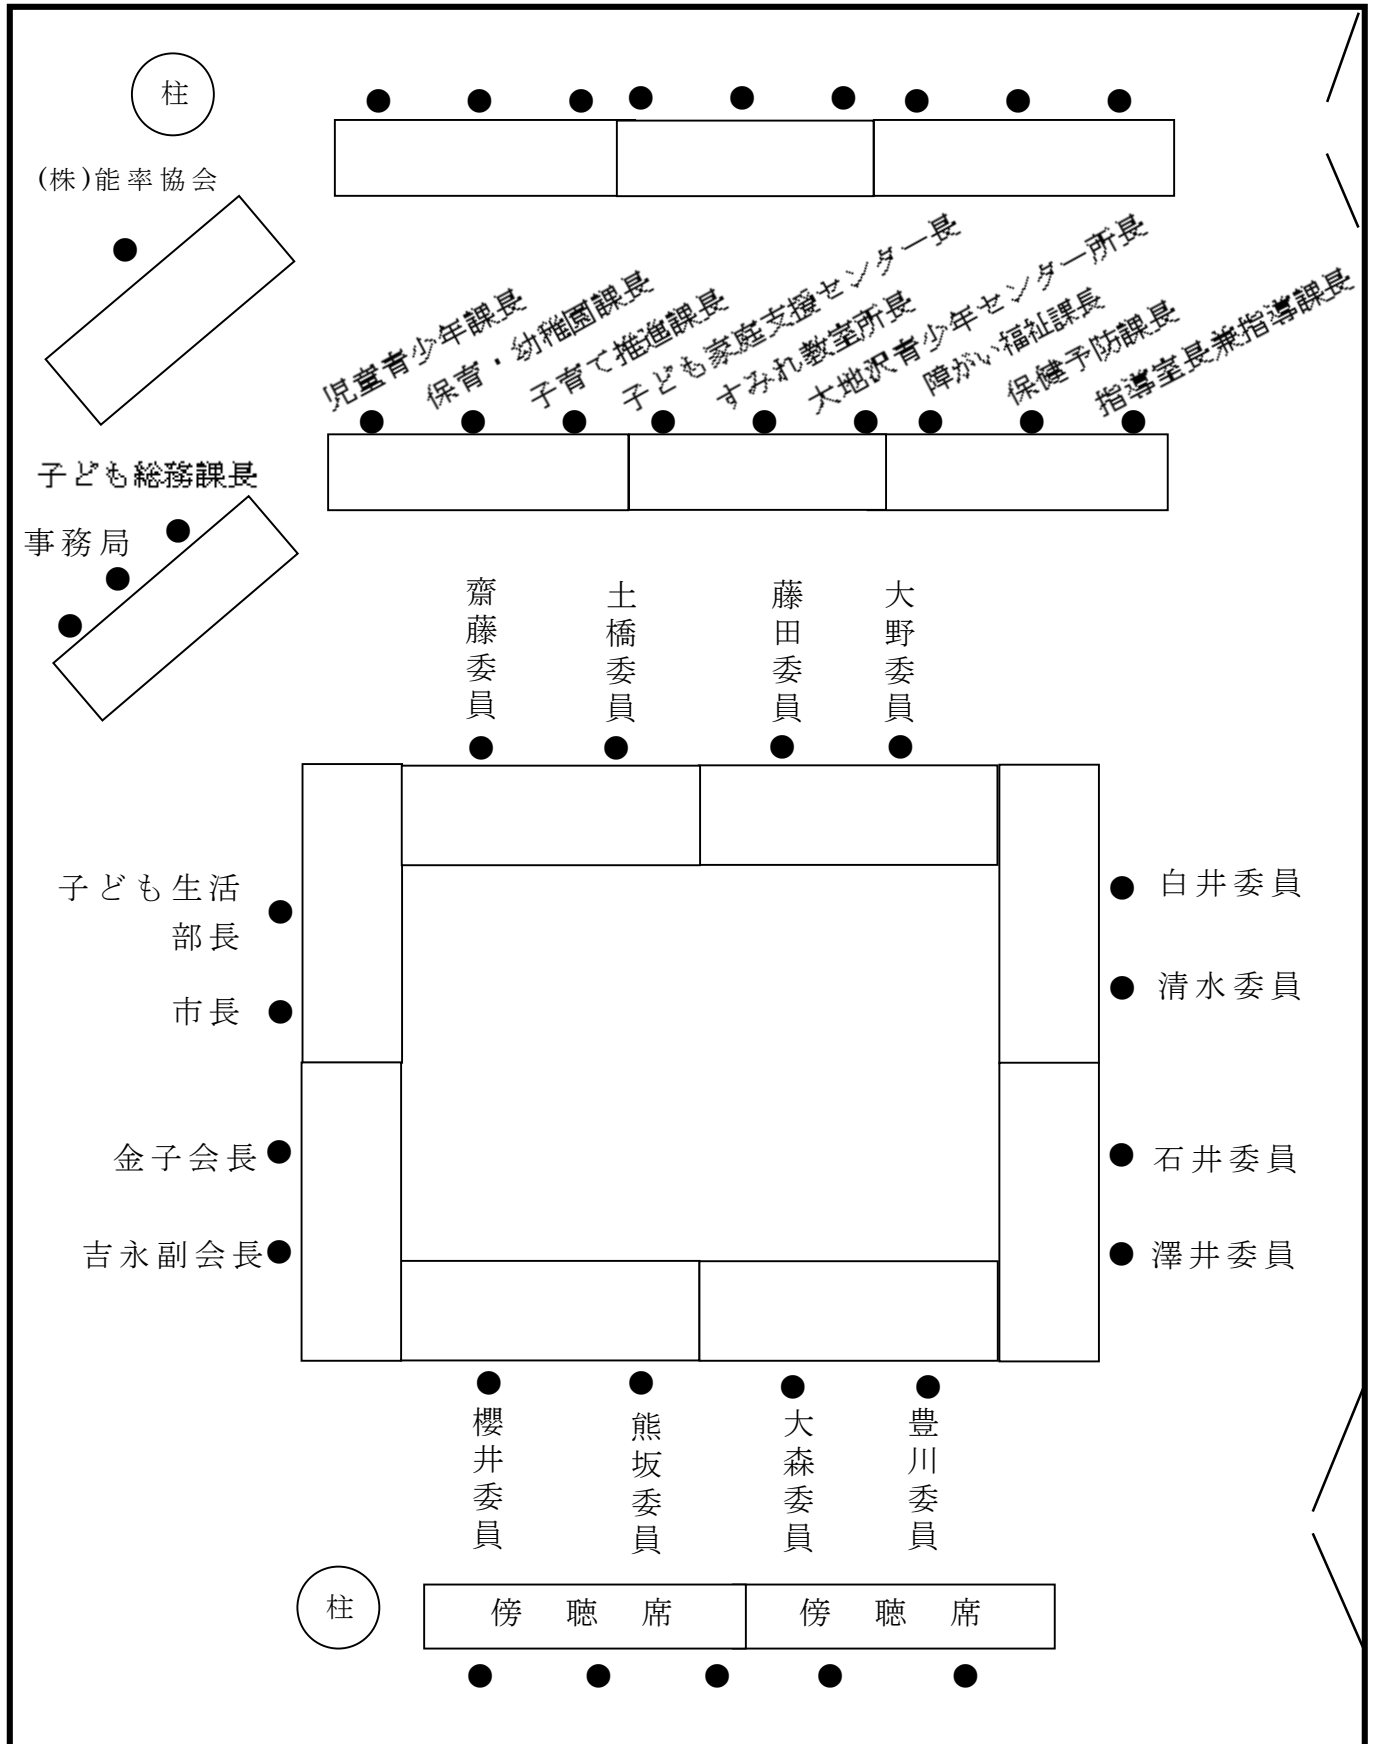 柱
(株)能率協会
児童青少年課長
保育・幼稚園課長
子育て推進課長
子ども家庭支援センター長
すみれ教室所長
大地沢青少年センター所長
障がい福祉課長
保健予防課長
指導室長兼指導課長
子ども総務課長
事務局
齋藤委員
土橋委員
藤田委員
大野委員
子ども生活
部長
市長
金子会長
吉永副会長
白井委員
清水委員
石井委員
澤井委員
櫻井委員
熊坂委員
大森委員
豊川委員
柱
傍聴席
傍聴席